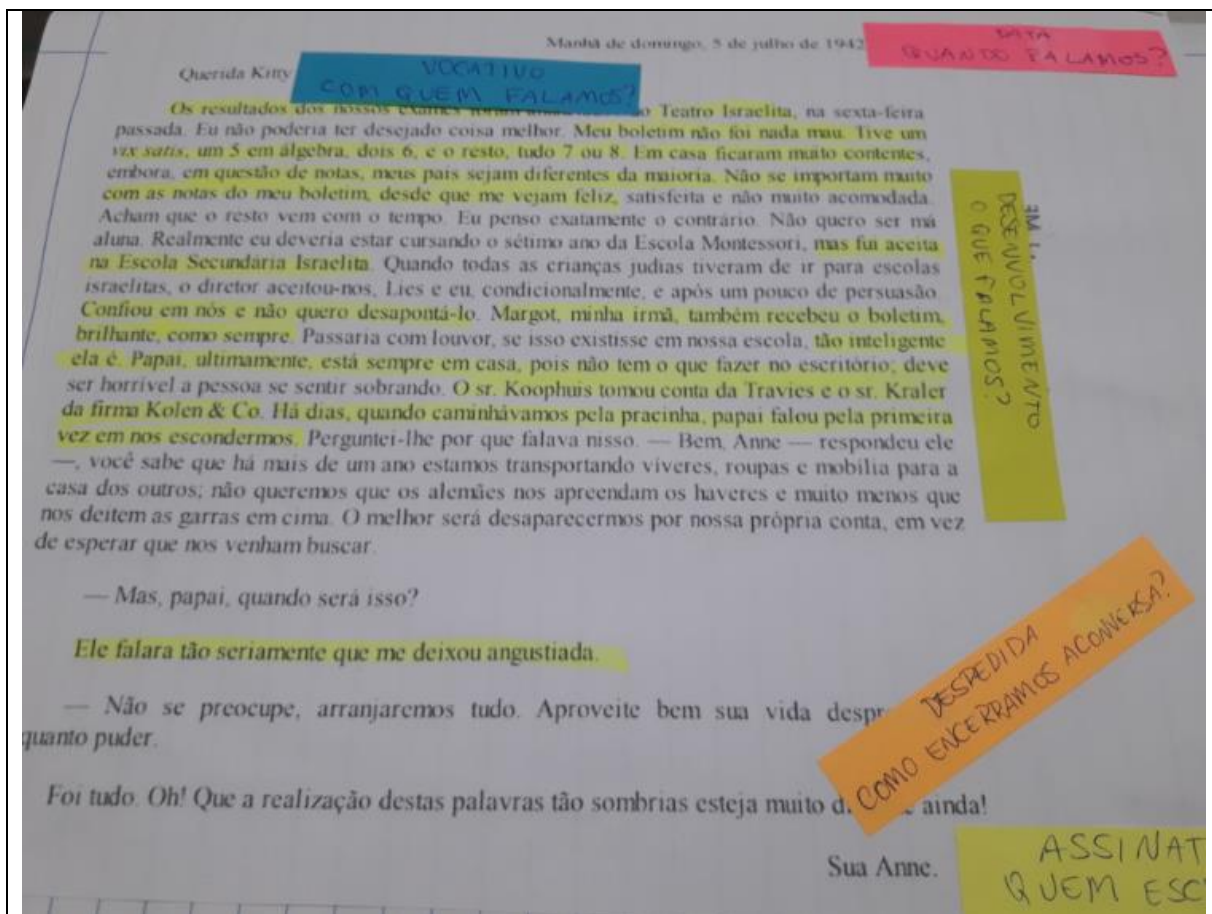 Manhã de domingo, 5 de julho de 1942
DATA
QUANDO FALAMOS?
Querida Kitty
VOCATIVO
COM QUEM FALAMOS?
Os resultados dos nossos exames foram Teatro Israelita, na sexta-feira
passada. Eu não poderia ter desejado coisa melhor. Meu boletim não foi nada mau. Tive um
vix satis, um 5 em álgebra, dois 6, e o resto, tudo 7 ou 8. Em casa ficaram muito contentes,
embora, em questão de notas, meus pais sejam diferentes da maioria. Não se importam muito
com as notas do meu boletim, desde que me vejam feliz, satisfeita e não muito acomodada.
Acham que o resto vem com o tempo. Eu penso exatamente o contrário. Não quero ser má
aluna. Realmente eu deveria estar cursando o sétimo ano da Escola Montessori, mas fui aceita
na Escola Secundária Israelita. Quando todas as crianças judias tiveram de ir para escolas
israelitas, o diretor aceitou-nos, Lies e eu, condicionalmente, e após um pouco de persuasão.
Confiou em nós e não quero desapontá-lo. Margot, minha irmã, também recebeu o boletim,
brilhante, como sempre. Passaria com louvor, se isso existisse em nossa escola, tão inteligente
ela é. Papai, ultimamente, está sempre em casa, pois não tem o que fazer no escritório; deve
ser horrível a pessoa se sentir sobrando. O sr. Koophuis tomou conta da Travies e o sr. Kraler
da firma Kolen & Co. Há dias, quando caminhávamos pela pracinha, papai falou pela primeira
vez em nos escondermos. Perguntei-lhe por que falava nisso. — Bem, Anne — respondeu ele
—, você sabe que há mais de um ano estamos transportando víveres, roupas e mobília para a
casa dos outros; não queremos que os alemães nos apreendam os haveres e muito menos que
nos deitem as garras em cima. O melhor será desaparecermos por nossa própria conta, em vez
de esperar que nos venham buscar.
DESENVOLVIMENTO
O QUE FALAMOS?
— Mas, papai, quando será isso?
Ele falara tão seriamente que me deixou angustiada.
— Não se preocupe, arranjaremos tudo. Aproveite bem sua vida
quanto puder.
DESPEDIDA
COMO ENCERRAMOS ACONVERSA?
Foi tudo. Oh! Que a realização destas palavras tão sombrias esteja muito ainda!
Sua Anne.
ASSINAT
QUEM ESC